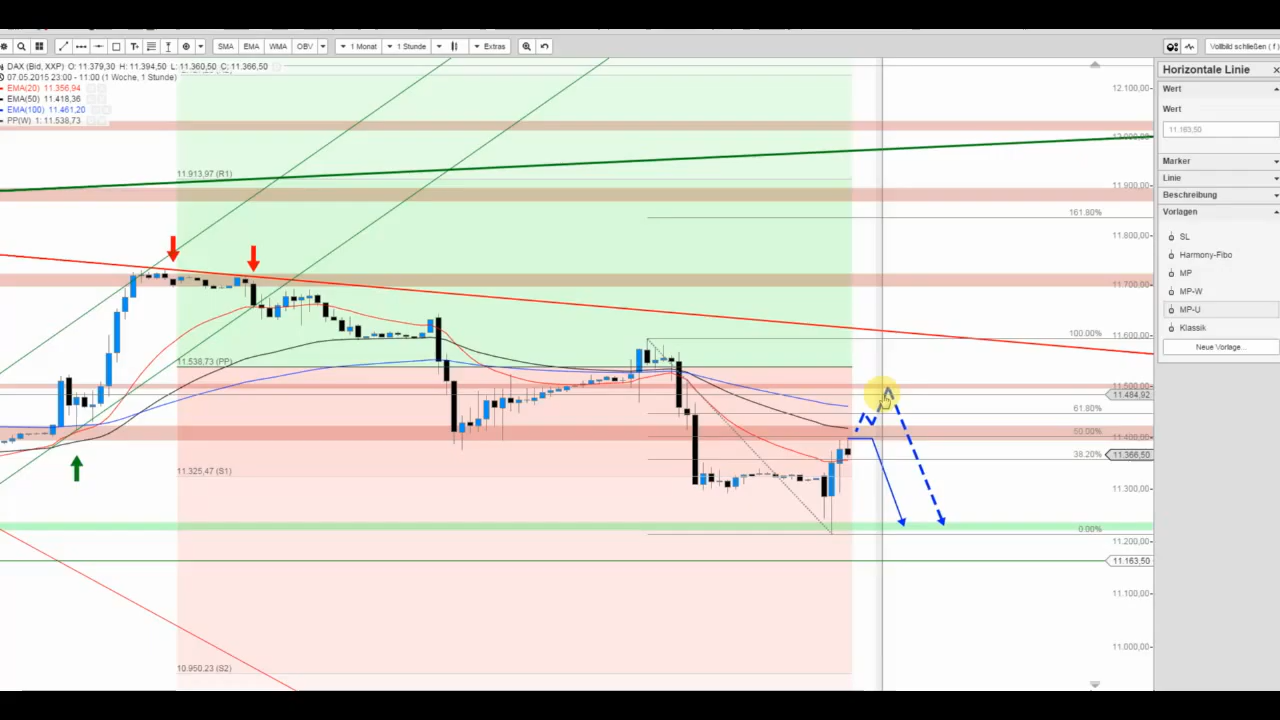 SMA EMA WMA OBV 1 Monat 1 Stunde Extras Vollbild schließen ( f )
DAX (Bid, XXP) O: 11.379,30 H: 11.394,50 L: 11.360,50 C: 11.366,50
07.05.2015 23:00 - 11:00 (1 Woche, 1 Stunde)
EMA(20) 11.356,94
EMA(50) 11.418,36
EMA(100) 11.461,20
PP(W) 1: 11.538,73
Horizontale Linie
Wert
Wert
11.163,50
Marker
Linie
Beschreibung
Vorlagen
SL
Harmony-Fibo
MP
MP-W
MP-U
Klassik
Neue Vorlage...
12.100,00
12.000,00
11.900,00
11.800,00
11.700,00
11.600,00
11.500,00
11.484,92
11.400,00
11.366,50
11.300,00
11.200,00
11.163,50
11.100,00
11.000,00
11.913,97 (R1)
11.538,73 (PP)
11.325,47 (S1)
10.950,23 (S2)
161.80%
100.00%
61.80%
50.00%
38.20%
0.00%